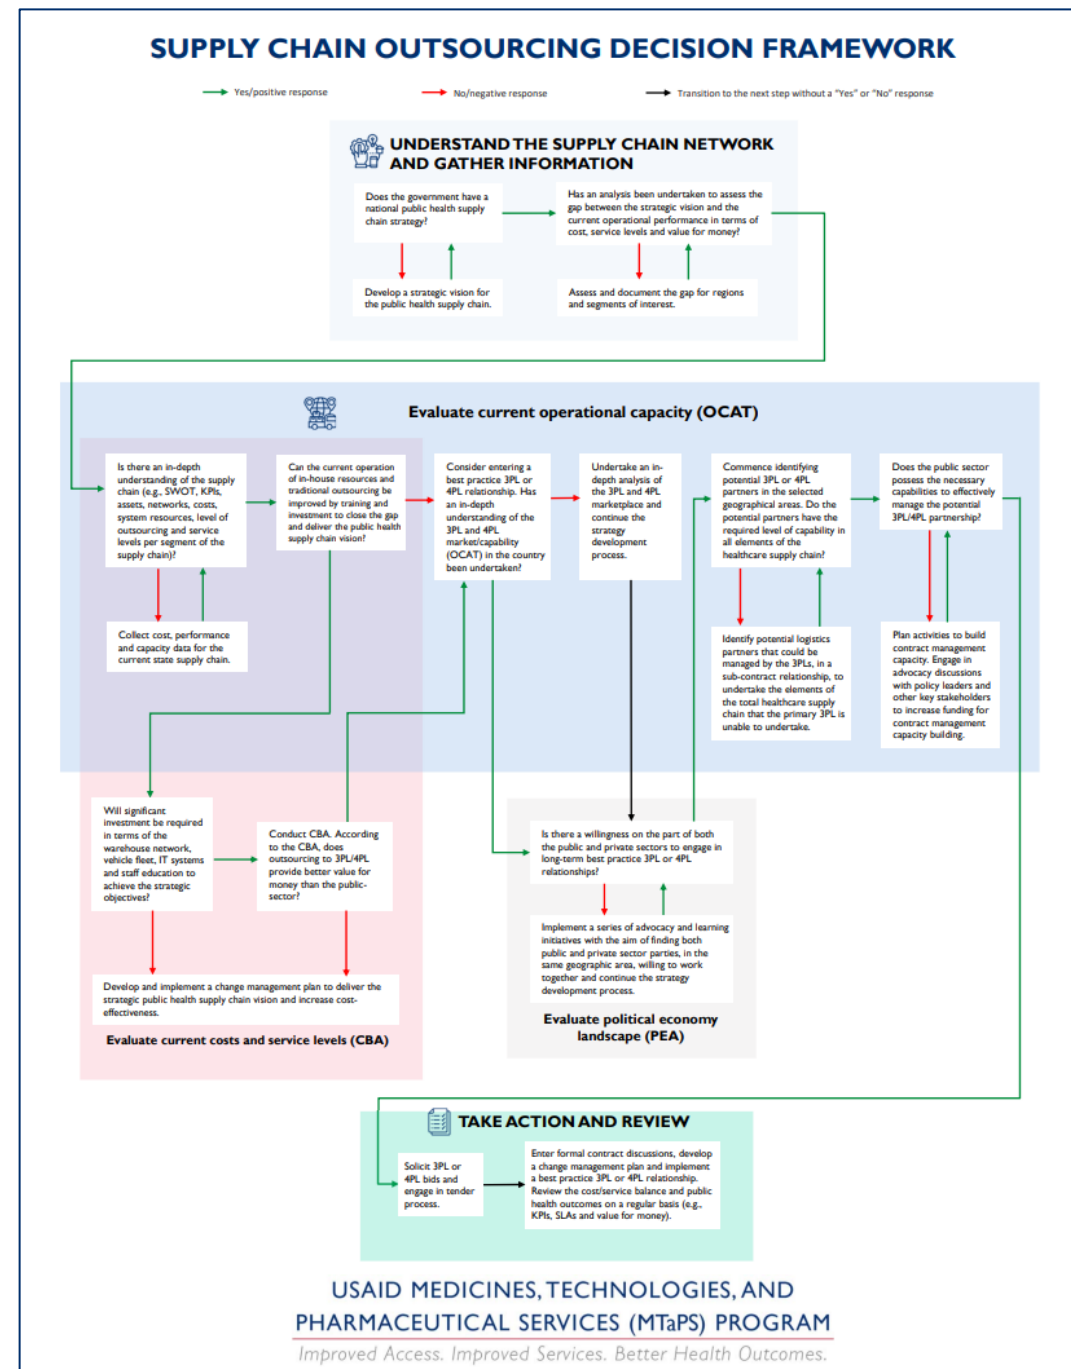 SUPPLY CHAIN OUTSOURCING DECISION FRAMEWORK
Yes/positive response
No/negative response
Transition to the next step without a "Yes" or "No" response
UNDERSTAND THE SUPPLY CHAIN NETWORK
AND GATHER INFORMATION
Does the government have a
national public health supply
chain strategy?
Has an analysis been undertaken to assess the
gap between the strategic vision and the
current operational performance in terms of
cost, service levels and value for money?
Develop a strategic vision for
the public health supply chain.
Assess and document the gap for regions
and segments of interest.
Evaluate current operational capacity (OCAT)
Is there an in-depth
understanding of the supply
chain (e.g., SWOT, KPIs,
assets, networks, costs,
system resources, level of
outsourcing and service
levels per segment of the
supply chain)?
Can the current operation
of in-house resources and
traditional outsourcing be
improved by training and
investment to close the gap
and deliver the public health
supply chain vision?
Consider entering a
best practice 3PL or
4PL relationship. Has
an in-depth
understanding of the
3PL and 4PL
market/capability
(OCAT) in the country
been undertaken?
Undertake an in-
depth analysis of
the 3PL and 4PL
marketplace and
continue the
strategy
development
process.
Commence identifying
potential 3PL or 4PL
partners in the selected
geographical areas. Do the
potential partners have the
required level of capability in
all elements of the
healthcare supply chain?
Does the public sector
possess the necessary
capabilities to effectively
manage the potential
3PL/4PL partnership?
Collect cost, performance
and capacity data for the
current state supply chain.
Identify potential logistics
partners that could be
managed by the 3PLs, in a
sub-contract relationship, to
undertake the elements of
the total healthcare supply
chain that the primary 3PL is
unable to undertake.
Plan activities to build
contract management
capacity. Engage in
advocacy discussions
with policy leaders and
other key stakeholders
to increase funding for
contract management
capacity building.
Will significant
investment be required
in terms of the
warehouse network,
vehicle fleet, IT systems
and staff education to
achieve the strategic
objectives?
Conduct CBA. According
to the CBA, does
outsourcing to 3PL/4PL
provide better value for
money than the public-
sector?
Develop and implement a change management plan to deliver the
strategic public health supply chain vision and increase cost-
effectiveness.
Evaluate current costs and service levels (CBA)
Is there a willingness on the part of both
the public and private sectors to engage in
long-term best practice 3PL or 4PL
relationships?
Implement a series of advocacy and learning
initiatives with the aim of finding both
public and private sector parties, in
the same geographic area, willing to work
together and continue the strategy
development process.
Evaluate political economy
landscape (PEA)
TAKE ACTION AND REVIEW
Solicit 3PL or
4PL bids and
engage in tender
process.
Enter formal contract discussions, develop
a change management plan and implement
a best practice 3PL or 4PL relationship.
Review the cost/service balance and public
health outcomes on a regular basis (e.g.,
KPIs, SLAs and value for money).
USAID MEDICINES, TECHNOLOGIES, AND
PHARMACEUTICAL SERVICES (MTaPS) PROGRAM
Improved Access. Improved Services. Better Health Outcomes.